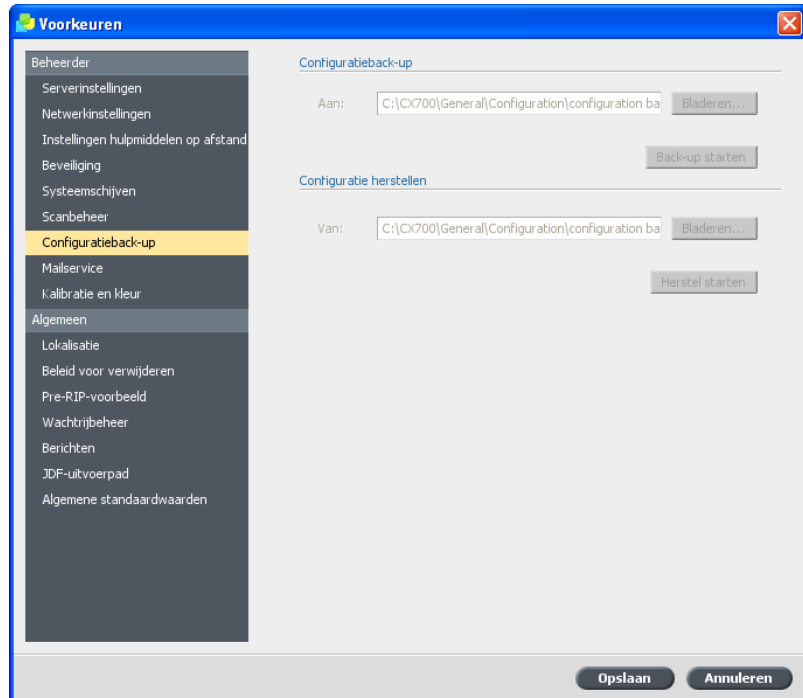 Voorkeuren
Beheerder
Serverinstellingen
Netwerkinstellingen
Instellingen hulpmiddelen op afstand
Beveiliging
Systeemschijven
Scanbeheer
Configuratieback-up
Mailservice
Kalibratie en kleur
Algemeen
Lokalisatie
Beleid voor verwijderen
Pre-RIP-voorbeeld
Wachtrijbeheer
Berichten
JDF-uitvoerpad
Algemene standaardwaarden
Configuratieback-up
Aan: C:\CX700\General\Configuration\configuration ba Bladeren...
Back-up starten
Configuratie herstellen
Van: C:\CX700\General\Configuration\configuration ba Bladeren...
Herstel starten
Opslaan Annuleren